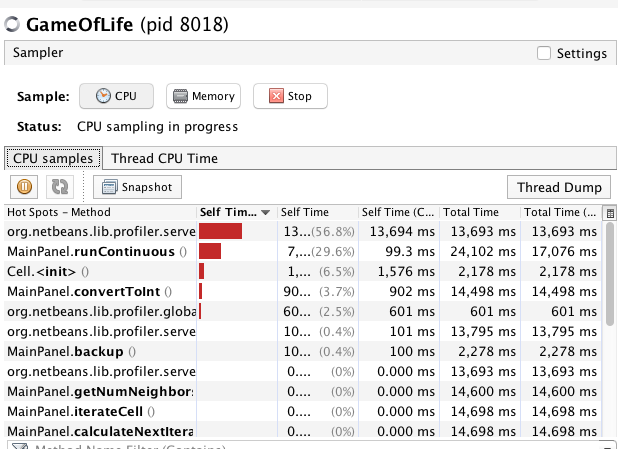 GameOfLife (pid 8018)
Sampler Settings
Sample: CPU Memory Stop
Status: CPU sampling in progress
CPU samples Thread CPU Time
Snapshot Thread Dump
Hot Spots - Method Self Tim... Self Time Self Time (C... Total Time Total Time (...
org.netbeans.lib.profiler.serve 13...(56.8%) 13,694 ms 13,693 ms 13,693 ms
MainPanel.runContinuous () 7,...(29.6%) 99.3 ms 24,102 ms 17,076 ms
Cell.<init> () 1,... (6.5%) 1,576 ms 2,178 ms 2,178 ms
MainPanel.convertToInt () 90... (3.7%) 902 ms 14,498 ms 14,498 ms
org.netbeans.lib.profiler.globa 60... (2.5%) 601 ms 601 ms 601 ms
org.netbeans.lib.profiler.serve 10... (0.4%) 101 ms 13,795 ms 13,795 ms
MainPanel.backup () 10... (0.4%) 100 ms 2,278 ms 2,278 ms
org.netbeans.lib.profiler.serve 0.... (0%) 0.000 ms 13,693 ms 13,693 ms
MainPanel.getNumNeighbor 0.... (0%) 0.000 ms 14,600 ms 14,600 ms
MainPanel.iterateCell () 0.... (0%) 0.000 ms 14,698 ms 14,698 ms
MainPanel.calculateNextItera 0.... (0%) 0.000 ms 14,698 ms 14,698 ms
Method Name Filter (Contains)